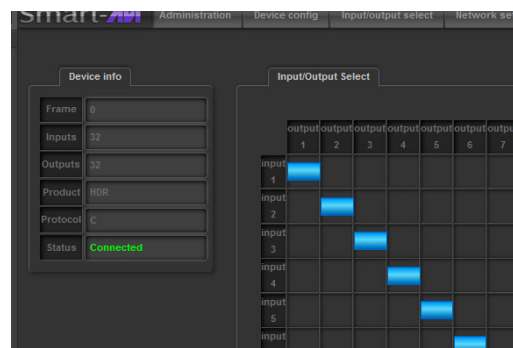 Smart-AVI
Administration
Device config
Input/output select
Network se
Device info
Frame 0
Inputs 32
Outputs 32
Product HDR
Protocol C
Status Connected
Input/Output Select
output 1
output 2
output 3
output 4
output 5
output 6
outpu 7
input 1
input 2
input 3
input 4
input 5
input